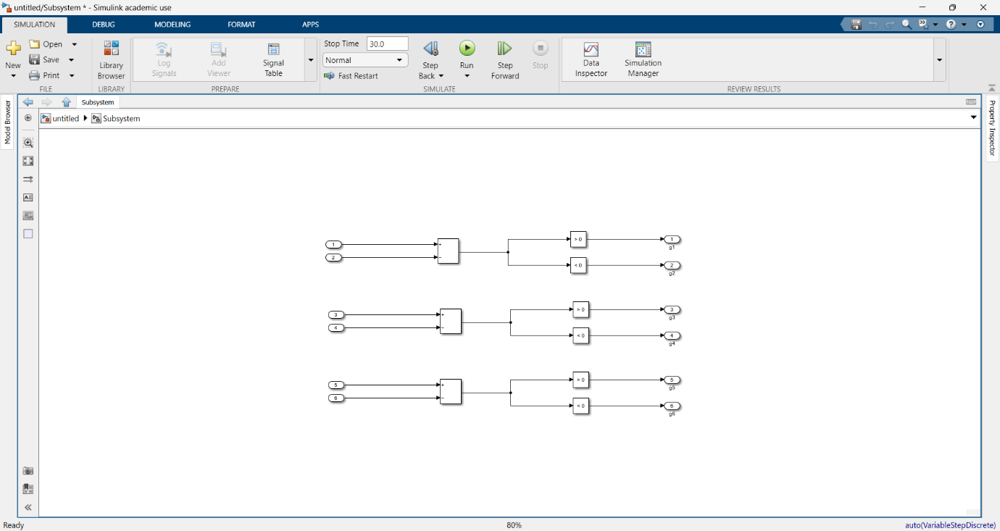 untitled/Subsystem * - Simulink academic use
SIMULATION
DEBUG
MODELING
FORMAT
APPS
New
Open
Save
Print
FILE
Library
Browser
LIBRARY
Log
Signals
Add
Viewer
Signal
Table
PREPARE
Stop Time 30.0
Normal
Fast Restart
Step
Back
Run
Step
Forward
Stop
SIMULATE
Data
Inspector
Simulation
Manager
REVIEW RESULTS
Model Browser
Property Inspector
Subsystem
untitled
Subsystem
1
+
> 0
1
g1
2
−
< 0
2
g2
3
+
> 0
3
g3
4
−
< 0
4
g4
5
+
> 0
5
g5
6
−
< 0
6
g6
Ready
80%
auto(VariableStepDiscrete)